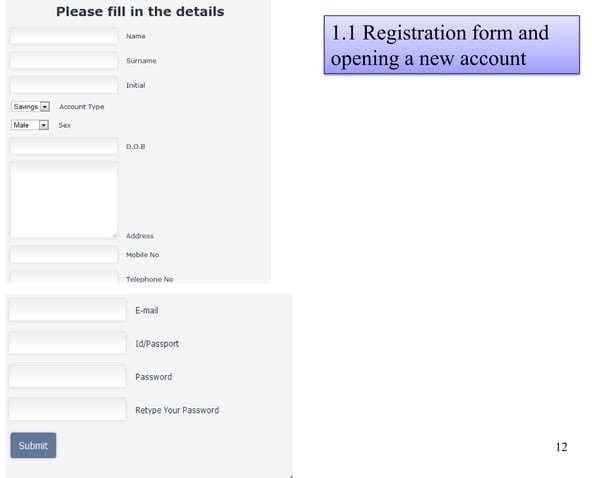 Please fill in the details
Name
Surname
Initial
Savings Account Type
Male Sex
D.O.B
Address
Mobile No
Telephone No
E-mail
Id/Passport
Password
Retype Your Password
Submit
1.1 Registration form and
opening a new account
12